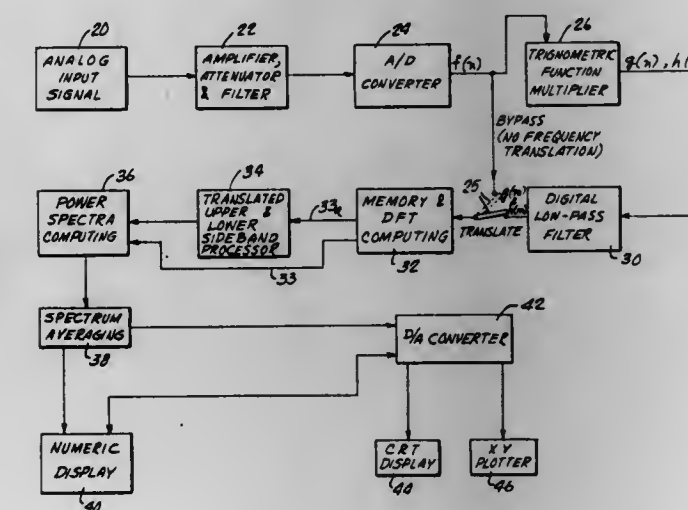 20
ANALOG
INPUT
SIGNAL
22
AMPLIFIER,
ATTENUATOR
& FILTER
24
A/D
CONVERTER
f(n)
26
TRIGNOMETRIC
FUNCTION
MULTIPLIER
g(n), h(
BYPASS
(NO FREQUENCY
TRANSLATION)
36
POWER
SPECTRA
COMPUTING
34
TRANSLATED
UPPER &
LOWER
SIDEBAND
PROCESSOR
33a
33
MEMORY &
DFT
COMPUTING
32
25
TRANSLATE
DIGITAL
LOW-PASS
FILTER
30
SPECTRUM
AVERAGING
38
42
D/A CONVERTER
NUMERIC
DISPLAY
40
CRT
DISPLAY
44
XY
PLOTTER
46